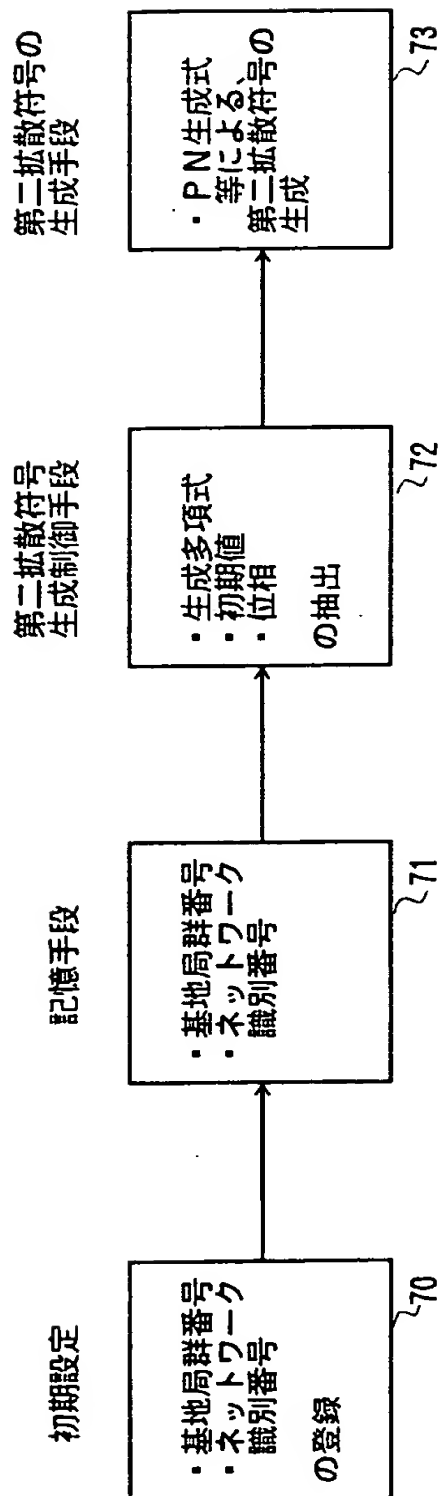 初期設定
・基地局群番号
・ネットワーク
識別番号
の登録
70
記憶手段
・基地局群番号
・ネットワーク
識別番号
71
第二拡散符号
生成制御手段
・生成多項式
・初期値
・位相
の抽出
72
第二拡散符号の
生成手段
・PN生成式
等による、
第二拡散符号の
生成
73